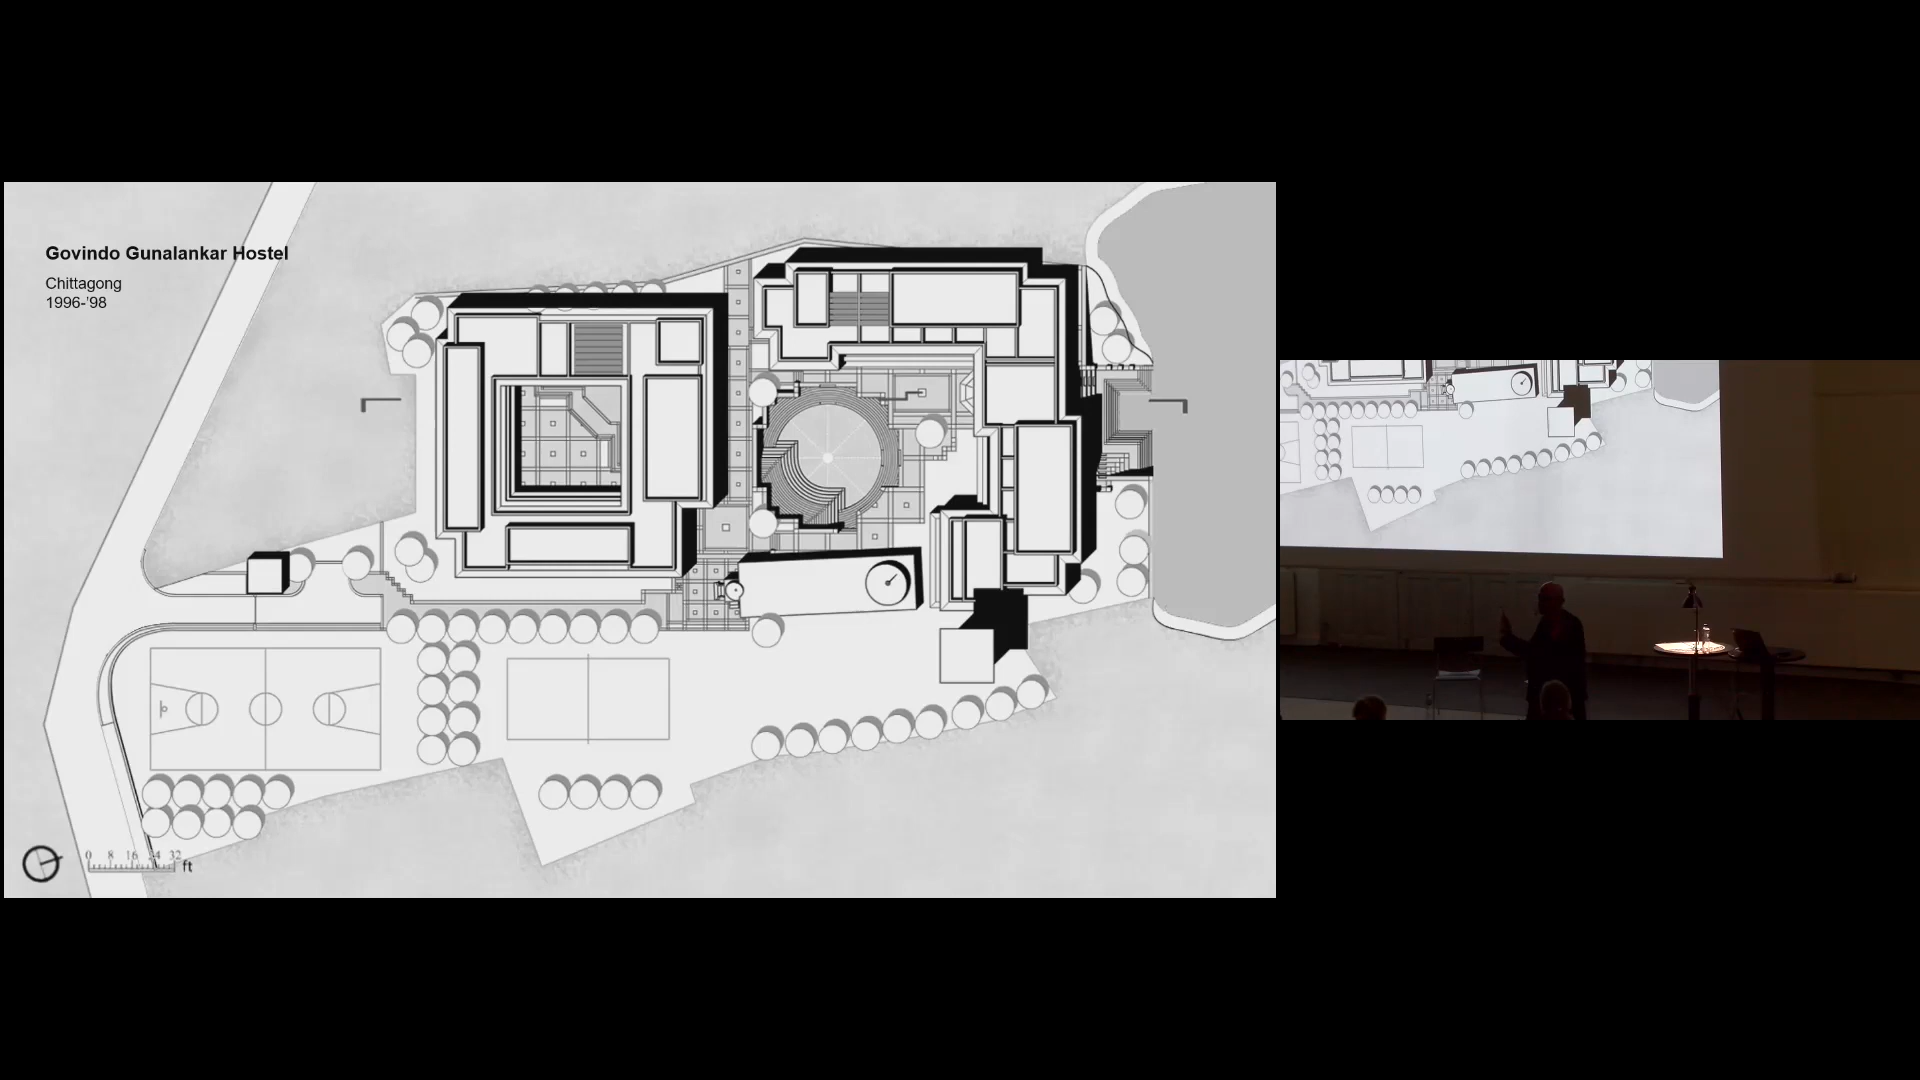 Govindo Gunalankar Hostel
Chittagong
1996-'98
0 8 16 24 32
ft